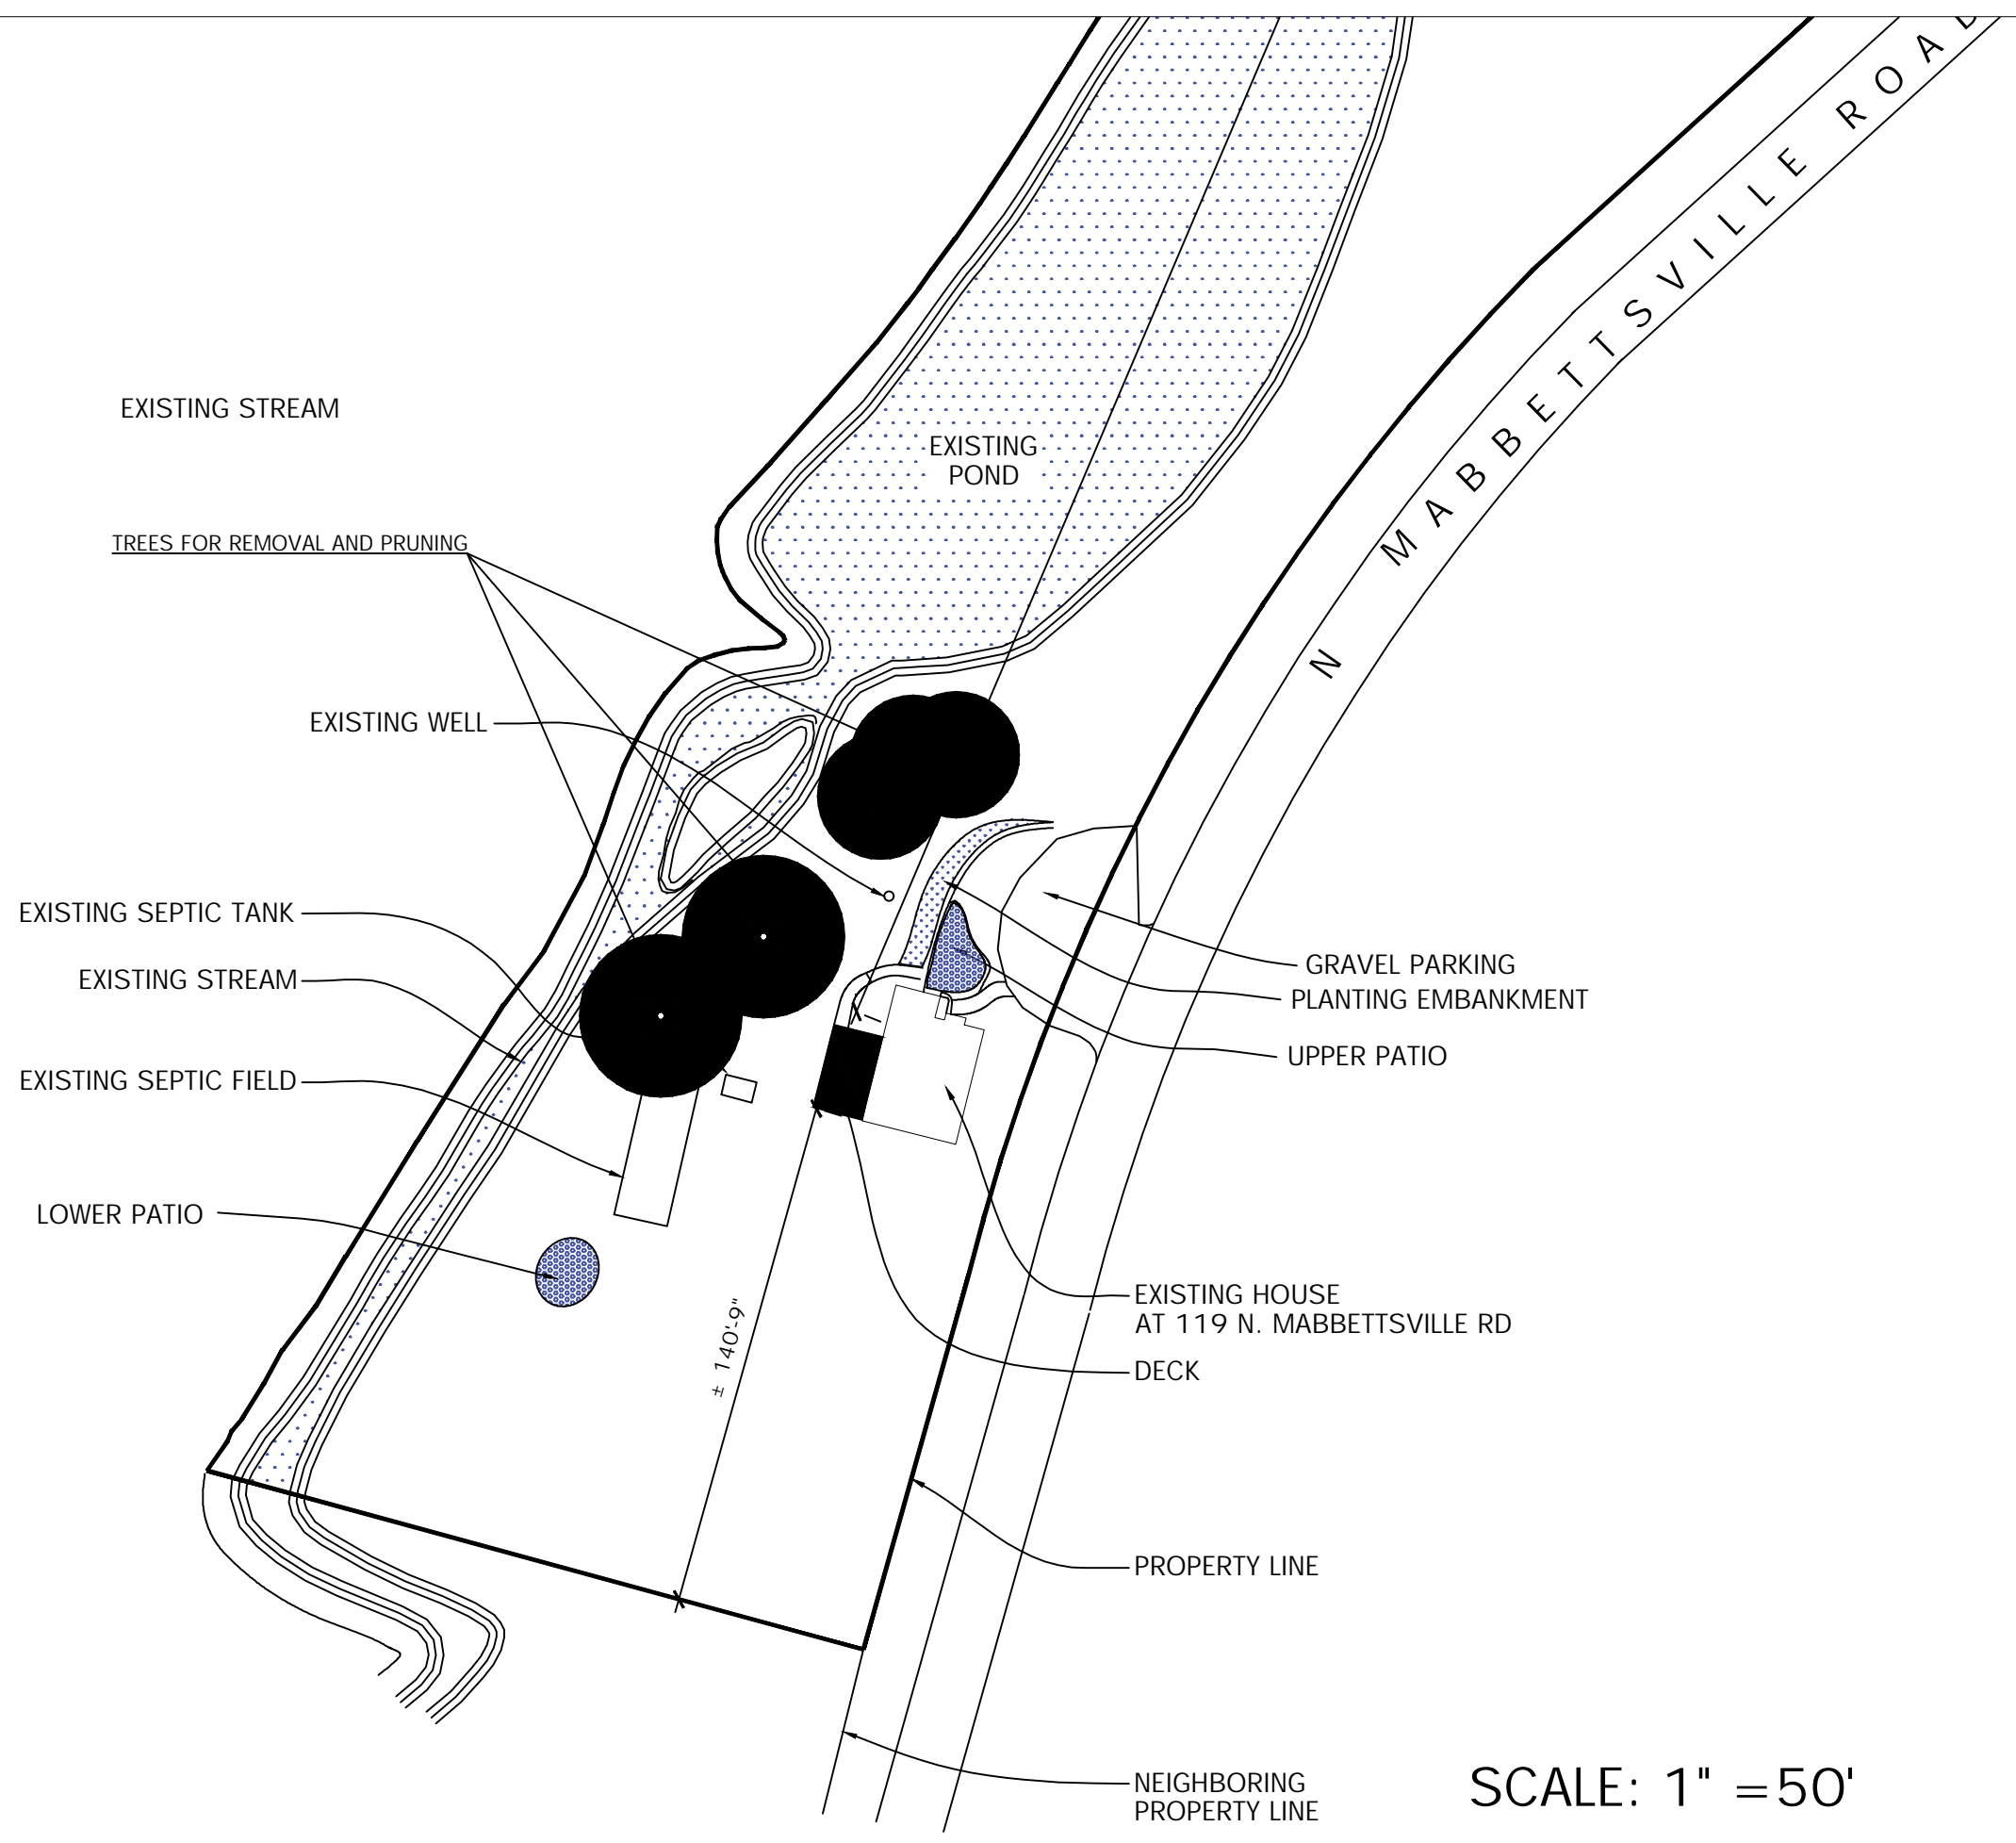 N MABBETTSVILLE ROAD
EXISTING STREAM
EXISTING
POND
TREES FOR REMOVAL AND PRUNING
EXISTING WELL
EXISTING SEPTIC TANK
EXISTING STREAM
EXISTING SEPTIC FIELD
LOWER PATIO
GRAVEL PARKING
PLANTING EMBANKMENT
UPPER PATIO
± 140'-9"
EXISTING HOUSE
AT 119 N. MABBETTSVILLE RD
DECK
PROPERTY LINE
NEIGHBORING
PROPERTY LINE
SCALE: 1" =50'